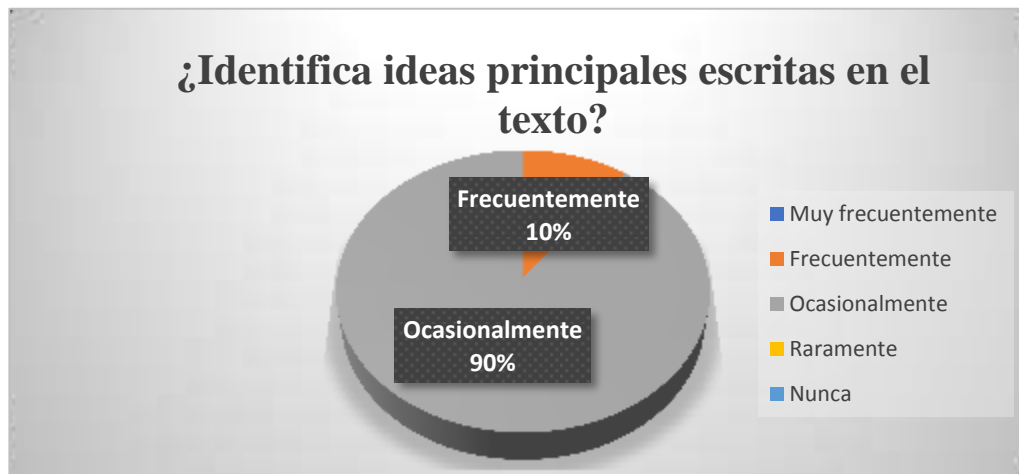 ¿Identifica ideas principales escritas en el
texto?
Frecuentemente
10%
Ocasionalmente
90%
Muy frecuentemente
Frecuentemente
Ocasionalmente
Raramente
Nunca